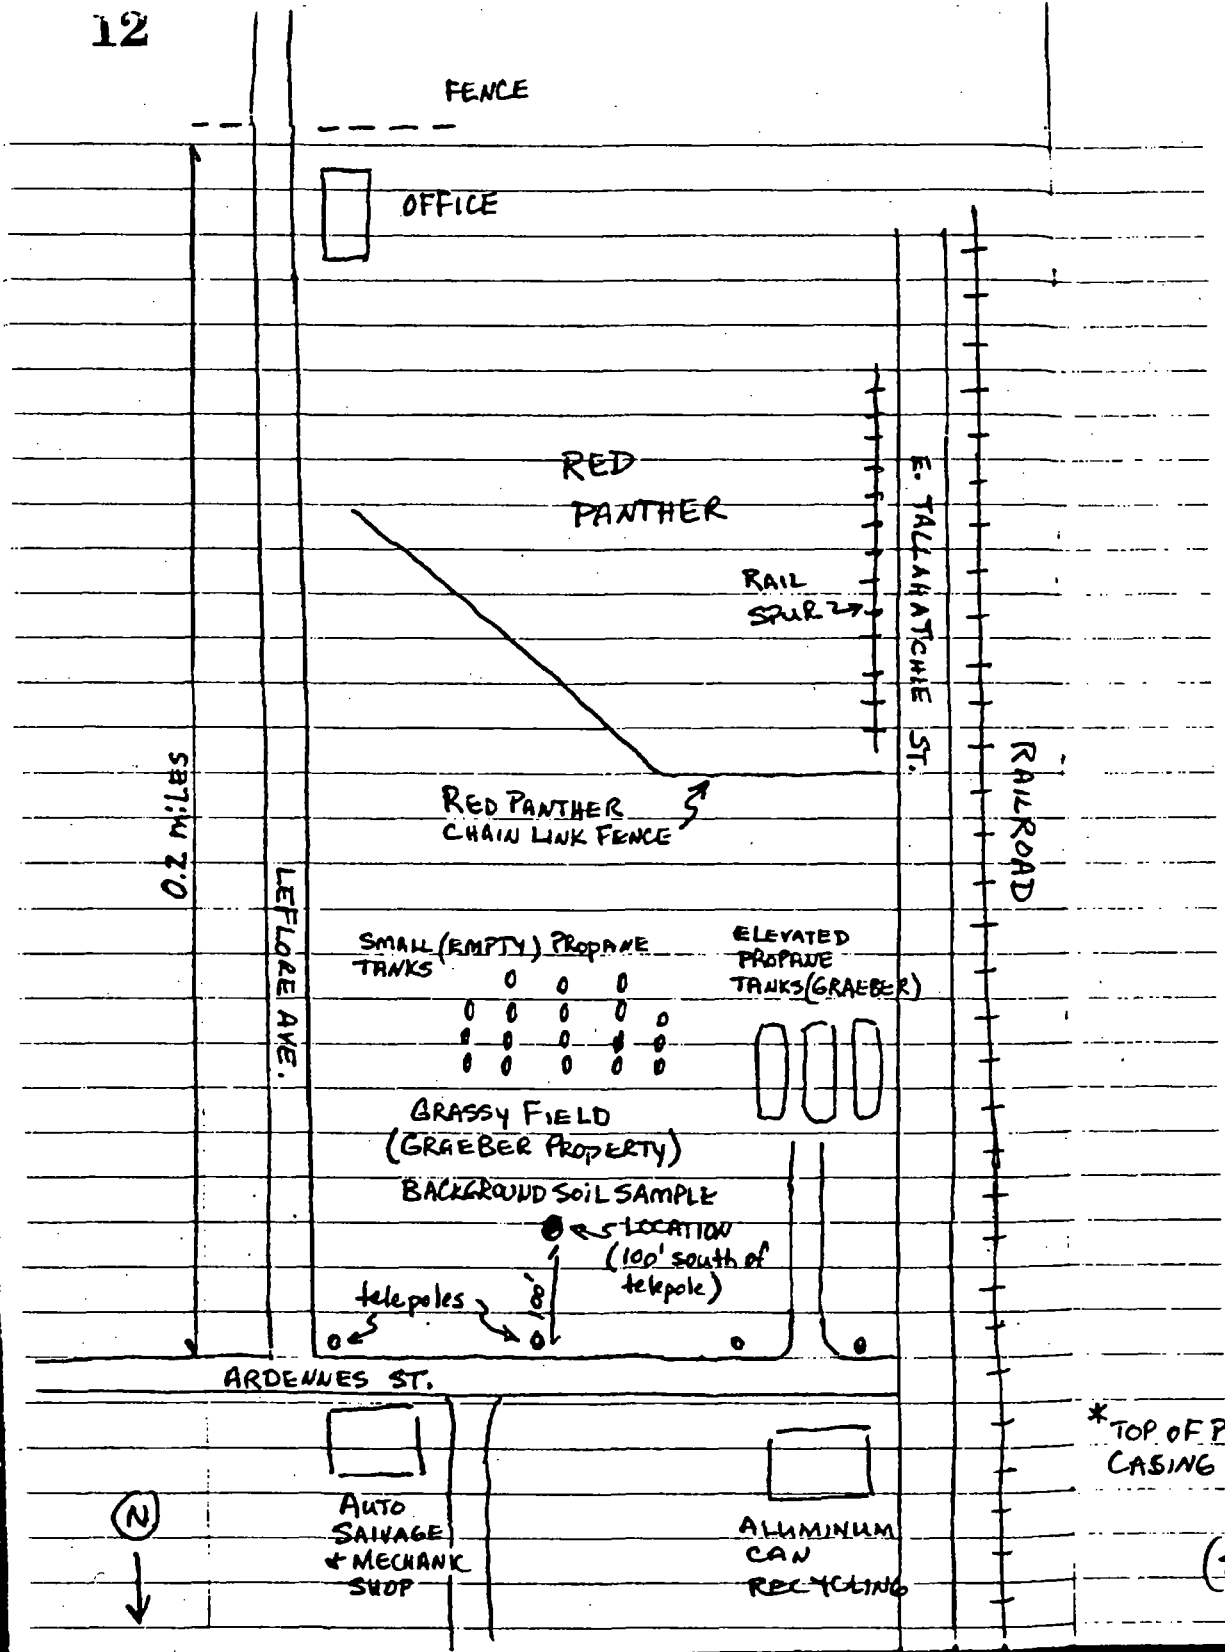 12
FENCE
OFFICE
RED
PANTHER
RAIL
SPUR
E. TALLAHATCHIE ST.
RAILROAD
0.2 MILES
RED PANTHER
CHAIN LINK FENCE
LEFLORE AVE.
SMALL (EMPTY) PROPANE
TANKS
ELEVATED
PROPANE
TANKS (GRAEBER)
GRASSY FIELD
(GRAEBER PROPERTY)
BACKGROUND SOIL SAMPLE
LOCATION
(100' south of
telepole)
100'
telepoles
ARDENNES ST.
* TOP OF P
CASING
N
AUTO
SALVAGE
+ MECHANIC
SHOP
ALUMINUM
CAN
RECYCLING